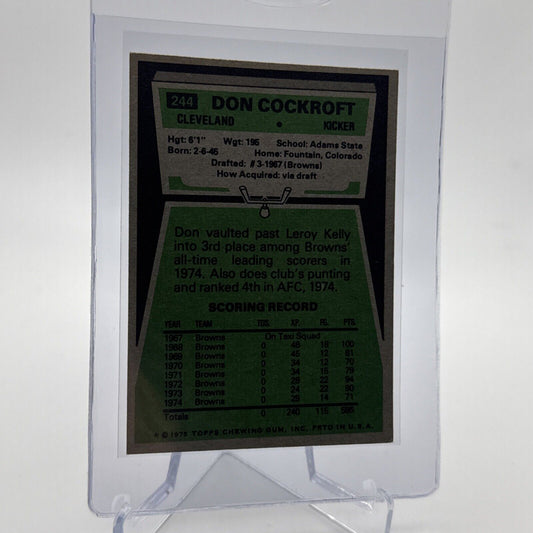 244 DON COCKROFT
CLEVELAND • KICKER
Hgt: 6'1" Wgt: 195 School: Adams State
Born: 2-6-45 Home: Fountain, Colorado
Drafted: #3-1967 (Browns)
How Acquired: via draft
Don vaulted past Leroy Kelly
into 3rd place among Browns'
all-time leading scorers in
1974. Also does club's punting
and ranked 4th in AFC, 1974.
SCORING RECORD
YEAR TEAM TDS. XP. FG. PTS.
1967 Browns On Taxi Squad
1968 Browns 0 46 18 100
1969 Browns 0 45 12 81
1970 Browns 0 34 12 70
1971 Browns 0 34 15 79
1972 Browns 0 28 22 94
1973 Browns 0 24 22 90
1974 Browns 0 29 14 71
Totals 0 240 115 585
* © 1975 TOPPS CHEWING GUM, INC. PRTD IN U.S.A.